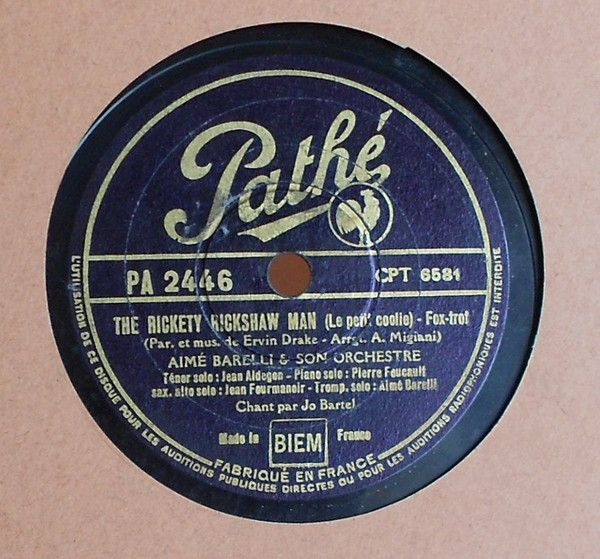 Pathé
PA 2446
CPT 6581
THE RICKETY RICKSHAW MAN (Le petit coolie) - Fox-trot
(Par. et mus. de Ervin Drake - Arrgt. A. Migiani)
AIMÉ BARELLI & SON ORCHESTRE
Ténor solo : Jean Aldegon - Piano solo : Pierre Foucault
sax. alto solo : Jean Fourmanoir - Tromp. solo : Aimé Barelli
Chant par Jo Bartel
Made in BIEM France
FABRIQUÉ EN FRANCE
L'UTILISATION DE CE DISQUE POUR LES AUDITIONS PUBLIQUES DIRECTES OU POUR LES AUDITIONS RADIOPHONIQUES EST INTERDITE